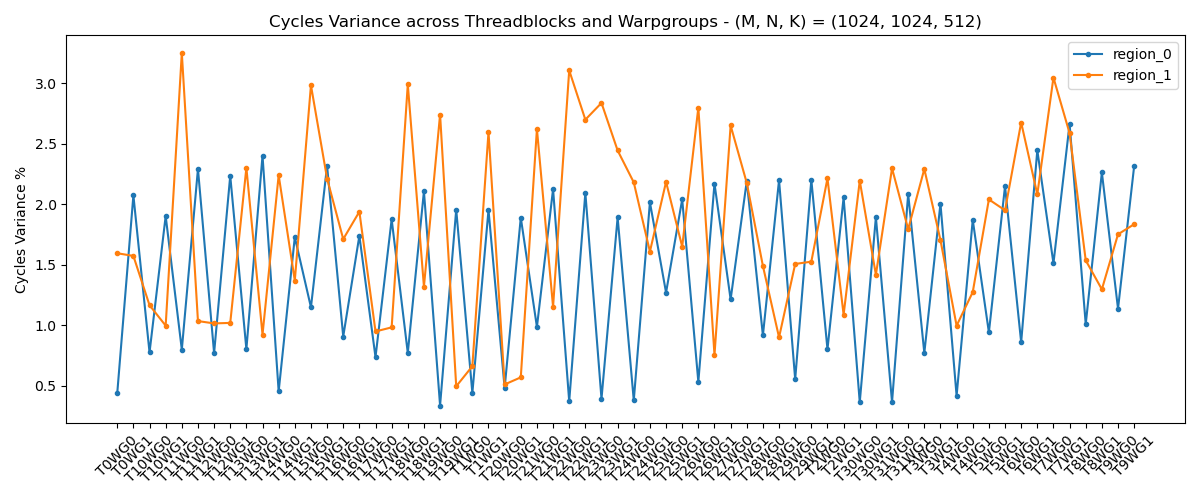 Cycles Variance across Threadblocks and Warpgroups - (M, N, K) = (1024, 1024, 512)
region_0
region_1
Cycles Variance %
3.0
2.5
2.0
1.5
1.0
0.5
T0WG0
T0WG1
T10WG0
T10WG1
T11WG0
T11WG1
T12WG0
T12WG1
T13WG0
T13WG1
T14WG0
T14WG1
T15WG0
T15WG1
T16WG0
T16WG1
T17WG0
T17WG1
T18WG0
T18WG1
T19WG0
T19WG1
T1WG0
T1WG1
T20WG0
T20WG1
T21WG0
T21WG1
T22WG0
T22WG1
T23WG0
T23WG1
T24WG0
T24WG1
T25WG0
T25WG1
T26WG0
T26WG1
T27WG0
T27WG1
T28WG0
T28WG1
T29WG0
T29WG1
T2WG0
T2WG1
T30WG0
T30WG1
T31WG0
T31WG1
T3WG0
T3WG1
T4WG0
T4WG1
T5WG0
T5WG1
T6WG0
T6WG1
T7WG0
T7WG1
T8WG0
T8WG1
T9WG0
T9WG1